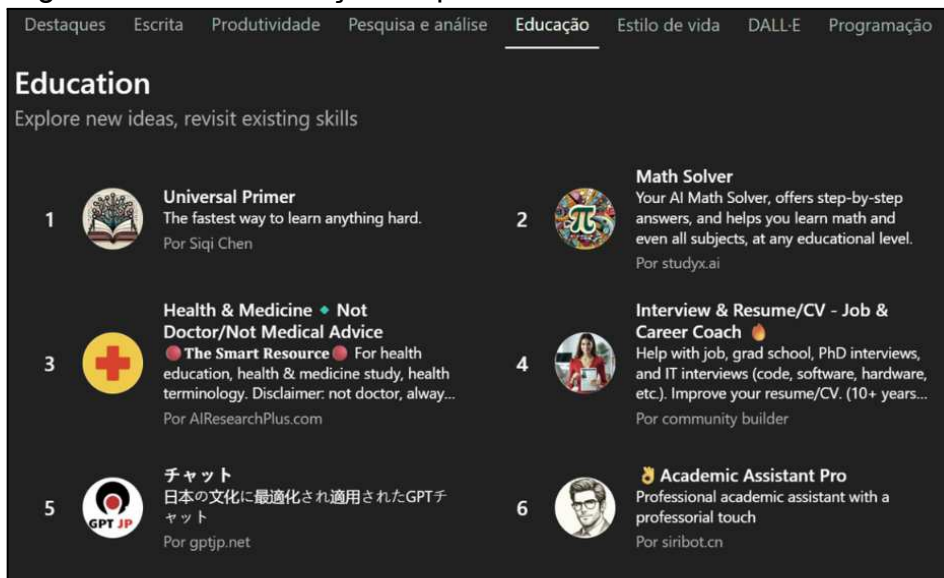 Destaques Escrita Produtividade Pesquisa e análise Educação Estilo de vida DALL·E Programação
Education
Explore new ideas, revisit existing skills
1
Universal Primer
The fastest way to learn anything hard.
Por Siqi Chen
2
Math Solver
Your AI Math Solver, offers step-by-step
answers, and helps you learn math and
even all subjects, at any educational level.
Por studyx.ai
3
Health & Medicine 🔹 Not
Doctor/Not Medical Advice
🔴 The Smart Resource 🔴 For health
education, health & medicine study, health
terminology. Disclaimer: not doctor, alway...
Por AIResearchPlus.com
4
Interview & Resume/CV - Job &
Career Coach 🔥
Help with job, grad school, PhD interviews,
and IT interviews (code, software, hardware,
etc.). Improve your resume/CV. (10+ years...
Por community builder
5
GPT JP
チャット
日本の文化に最適化され適用されたGPTチ
ャット
Por gptjp.net
6
👌 Academic Assistant Pro
Professional academic assistant with a
professorial touch
Por siribot.cn